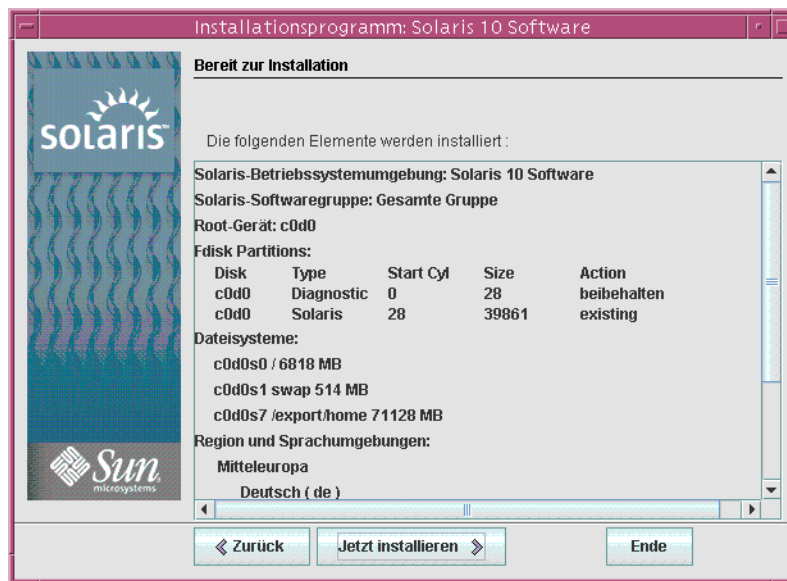 Installationsprogramm: Solaris 10 Software
solaris™
Sun
microsystems
Bereit zur Installation
Die folgenden Elemente werden installiert :
Solaris-Betriebssystemumgebung: Solaris 10 Software
Solaris-Softwaregruppe: Gesamte Gruppe
Root-Gerät: c0d0
Fdisk Partitions:
Disk Type Start Cyl Size Action
c0d0 Diagnostic 0 28 beibehalten
c0d0 Solaris 28 39861 existing
Dateisysteme:
c0d0s0 / 6818 MB
c0d0s1 swap 514 MB
c0d0s7 /export/home 71128 MB
Region und Sprachumgebungen:
Mitteleuropa
Deutsch ( de )
Zurück Jetzt installieren Ende